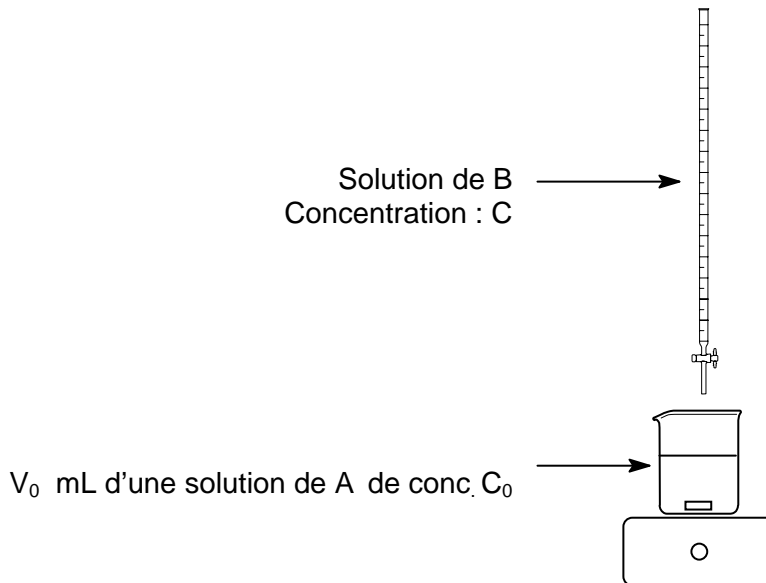 Solution de B
Concentration : C
V₀ mL d'une solution de A de conc. C₀